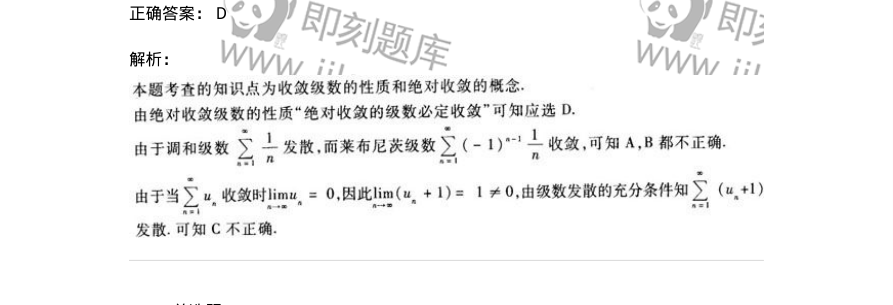 正确答案： D
即刻题库
www.jjl
解析：
本题考查的知识点为收敛级数的性质和绝对收敛的概念.
由绝对收敛级数的性质“绝对收敛的级数必定收敛”可知应选 D.
由于调和级数 ∑_{n=1}^{∞} 1/n 发散,而莱布尼茨级数 ∑_{n=1}^{∞} (-1)^{n-1} 1/n 收敛,可知 A,B 都不正确.
由于当 ∑_{n=1}^{∞} u_n 收敛时 lim_{n→∞} u_n = 0,因此 lim_{n→∞} (u_n + 1) = 1 ≠ 0,由级数发散的充分条件知 ∑_{n=1}^{∞} (u_n+1)
发散. 可知 C 不正确.